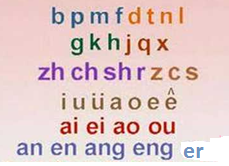 b p m f d t n l
g k h j q x
zh ch sh r z c s
i u ü a o e ê
ai ei ao ou
an en ang eng er